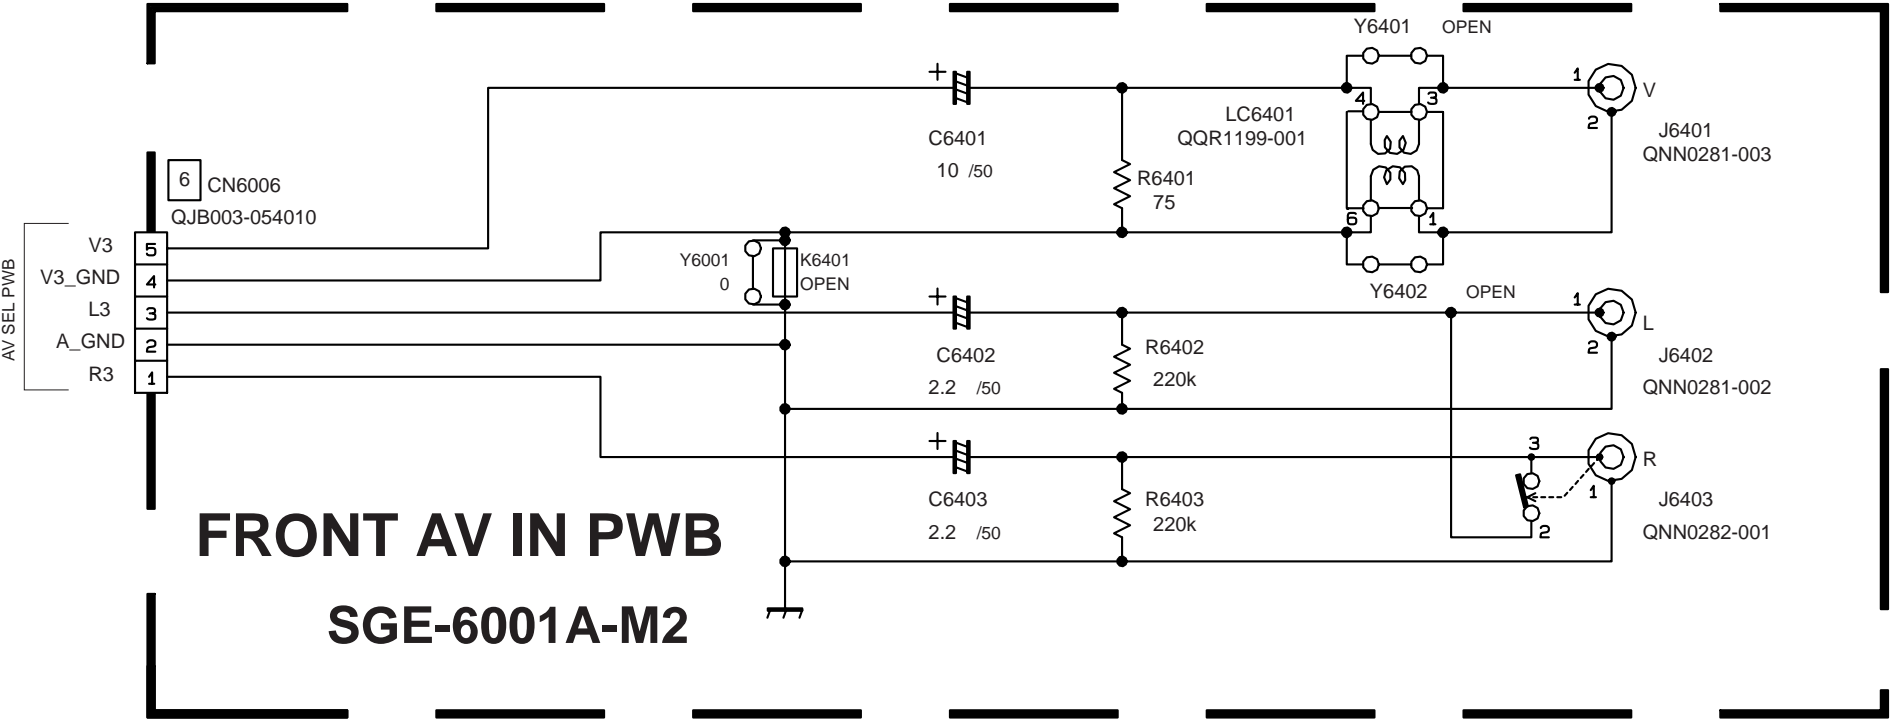 Y6401 OPEN
1 V
4 3
LC6401
QQR1199-001
2
J6401
QNN0281-003
+
C6401
10 /50
R6401
75
6 CN6006
QJB003-054010
6 1
AV SEL PWB
V3 5
V3_GND 4
L3 3
A_GND 2
R3 1
Y6001
0
K6401
OPEN
Y6402 OPEN
+
C6402
2.2 /50
R6402
220k
1 L
2
J6402
QNN0281-002
+
C6403
2.2 /50
R6403
220k
3 R
1
2
J6403
QNN0282-001
FRONT AV IN PWB
SGE-6001A-M2